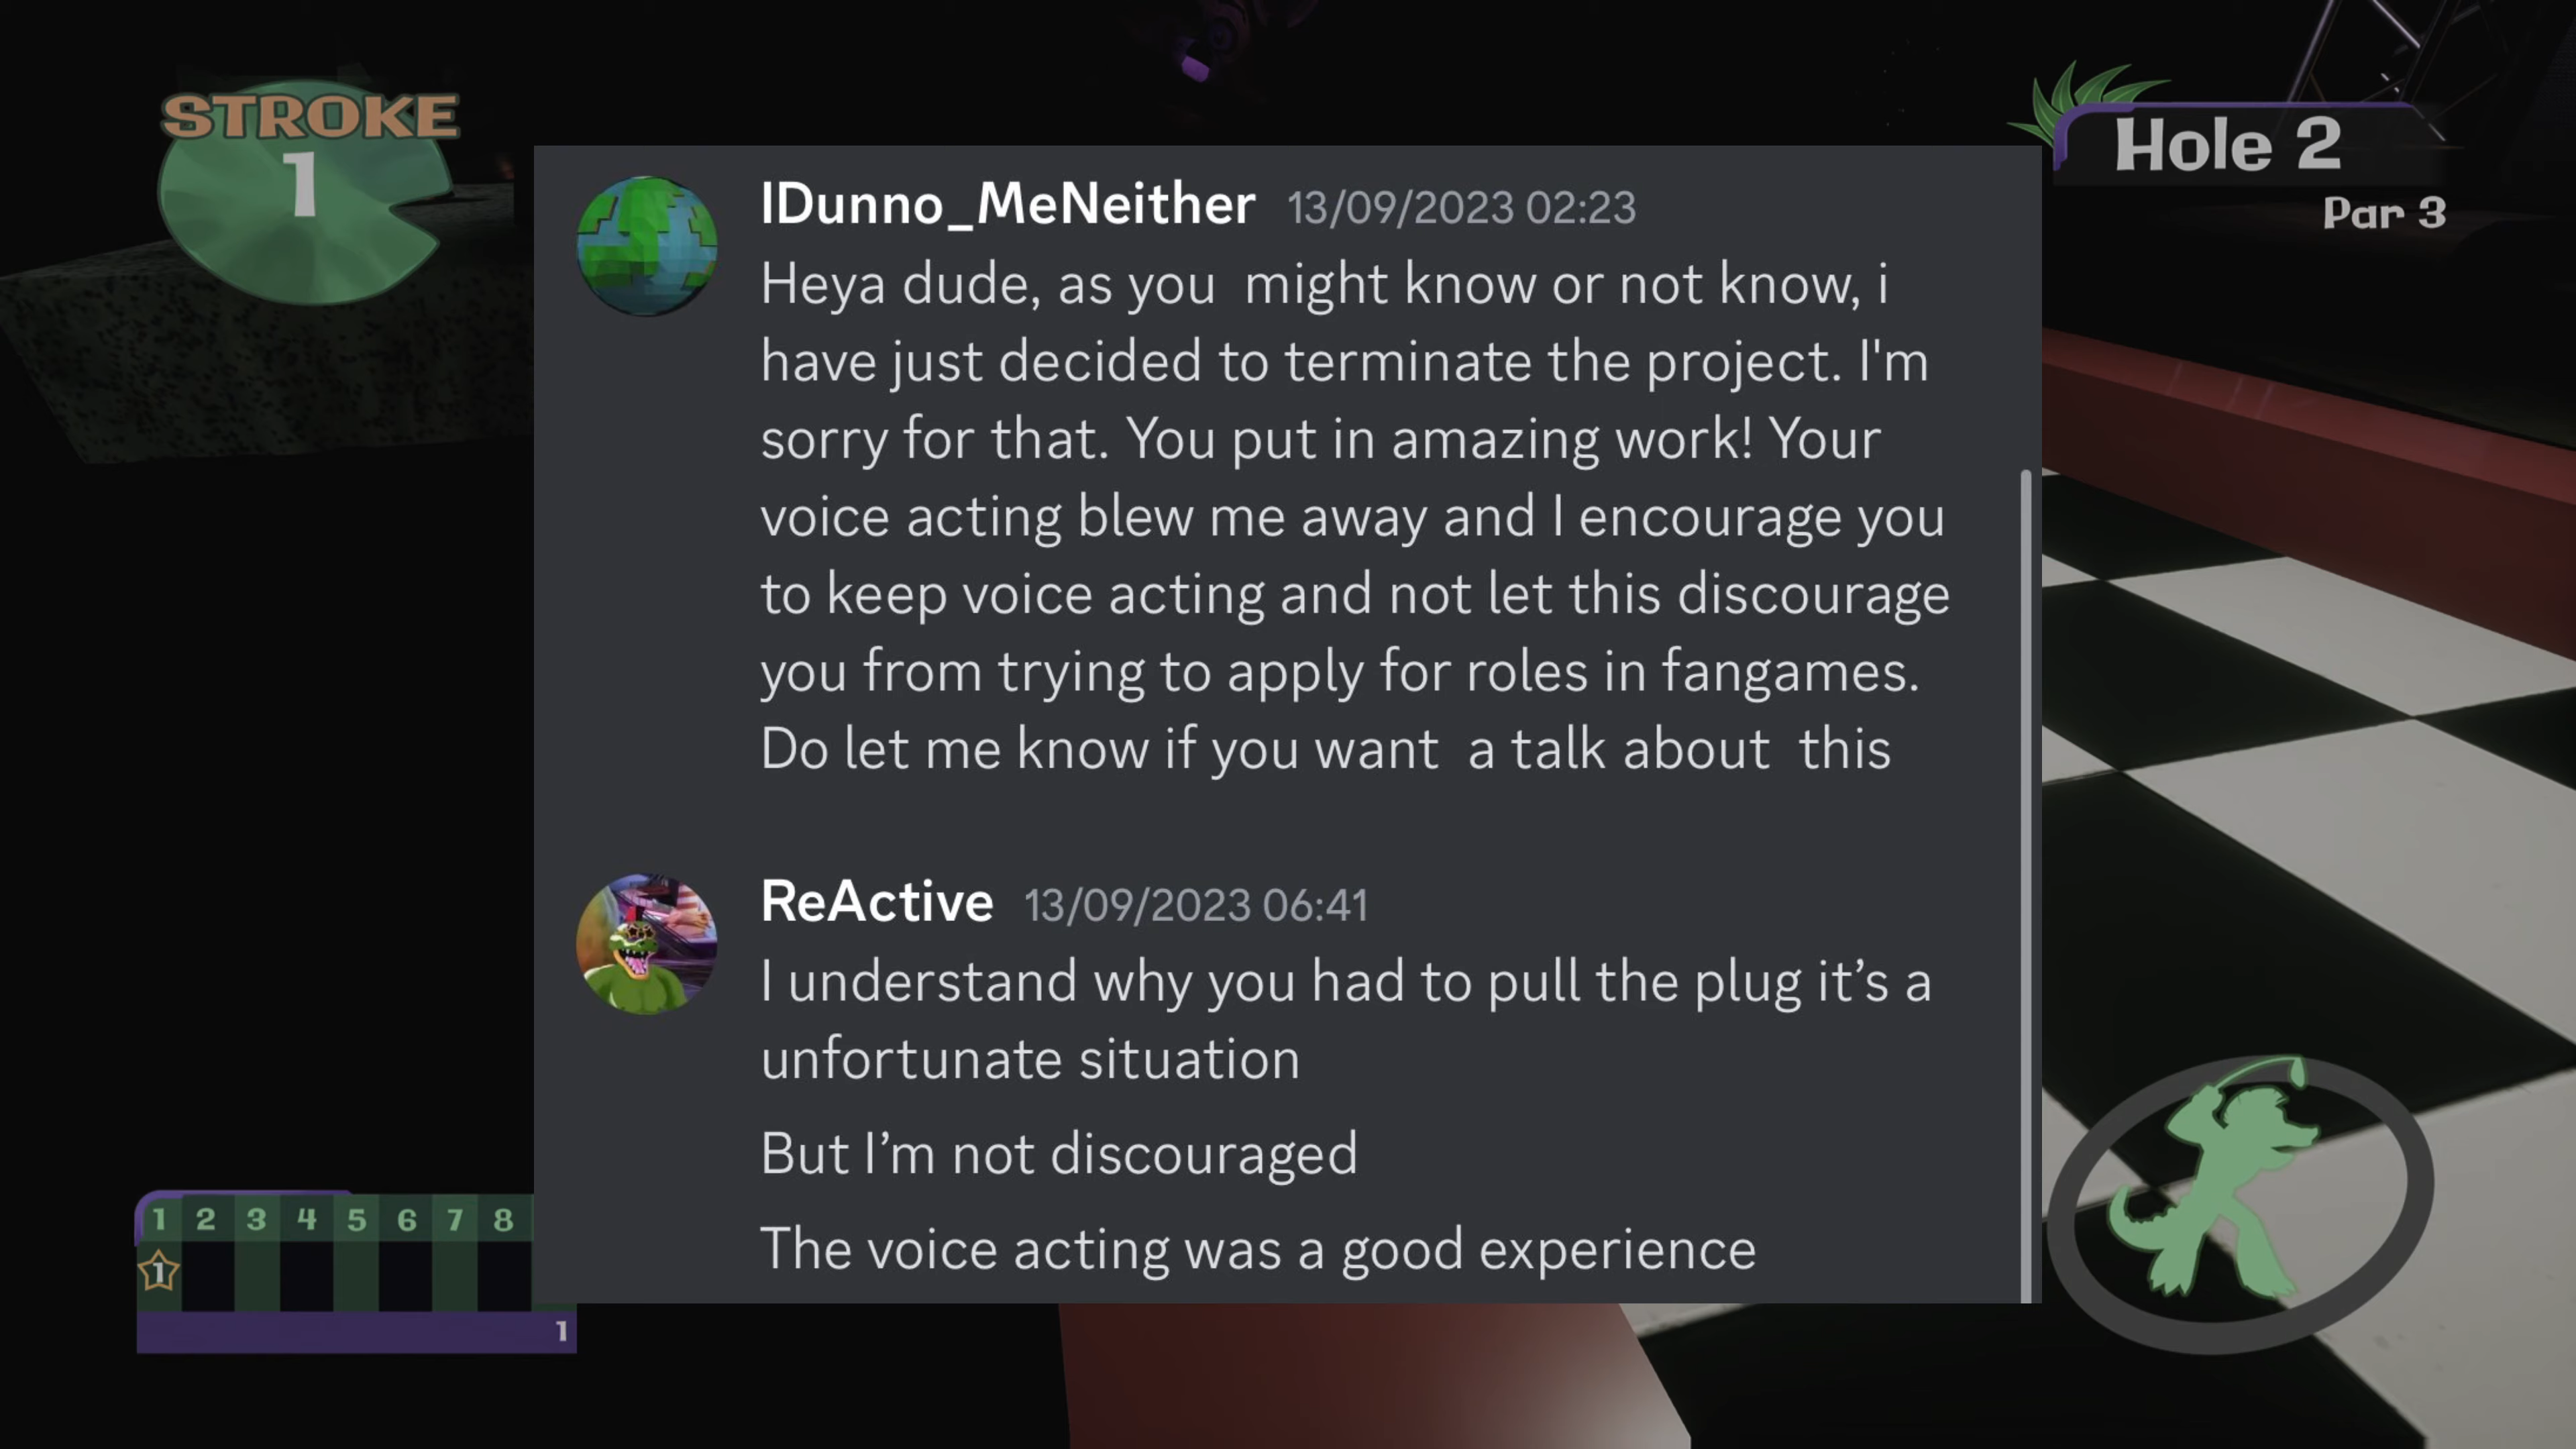 STROKE
1
Hole 2
Par 3
IDunno_MeNeither 13/09/2023 02:23
Heya dude, as you  might know or not know, i
have just decided to terminate the project. I'm
sorry for that. You put in amazing work! Your
voice acting blew me away and I encourage you
to keep voice acting and not let this discourage
you from trying to apply for roles in fangames.
Do let me know if you want  a talk about  this
ReActive 13/09/2023 06:41
I understand why you had to pull the plug it’s a
unfortunate situation
But I’m not discouraged
The voice acting was a good experience
1 2 3 4 5 6 7 8
1
1